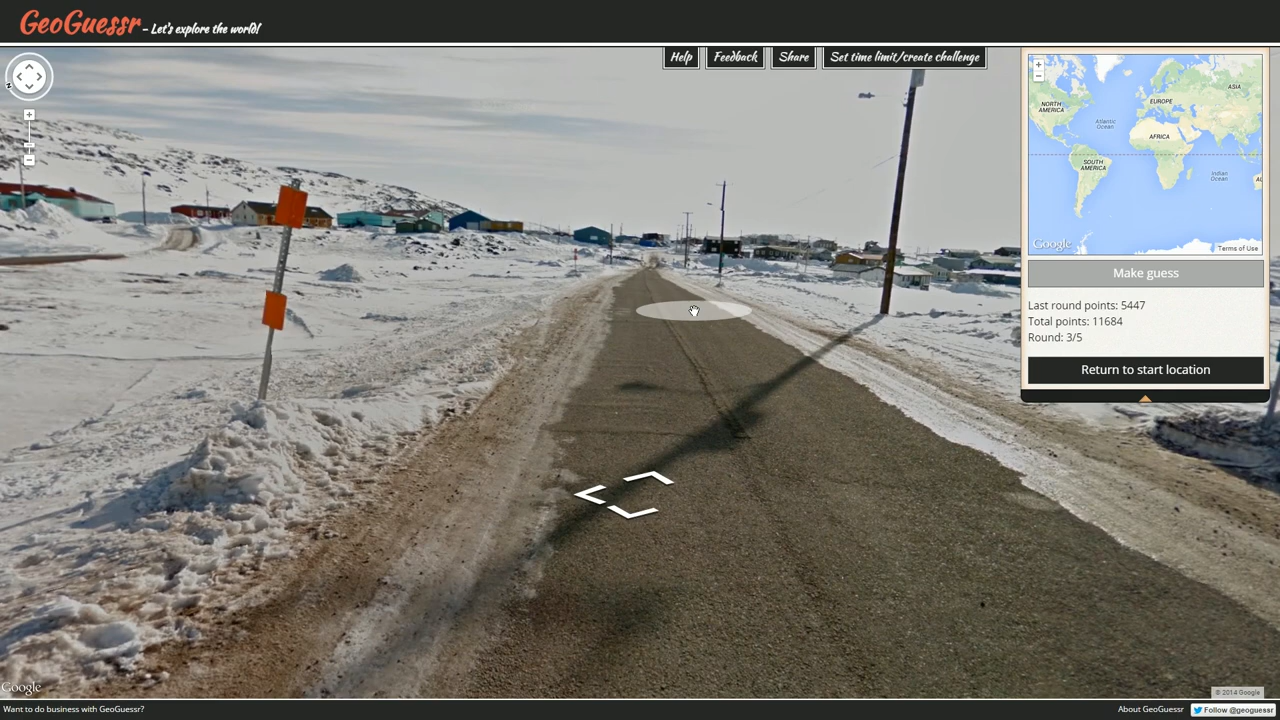 GeoGuessr - Let's explore the world!
Help
Feedback
Share
Set time limit/create challenge
+
−
+
−
NORTH AMERICA
EUROPE
ASIA
Atlantic Ocean
AFRICA
SOUTH AMERICA
Indian Ocean
AU
Google
Terms of Use
Make guess
Last round points: 5447
Total points: 11684
Round: 3/5
Return to start location
Google
© 2014 Google
Want to do business with GeoGuessr?
About GeoGuessr
Follow @geoguessr